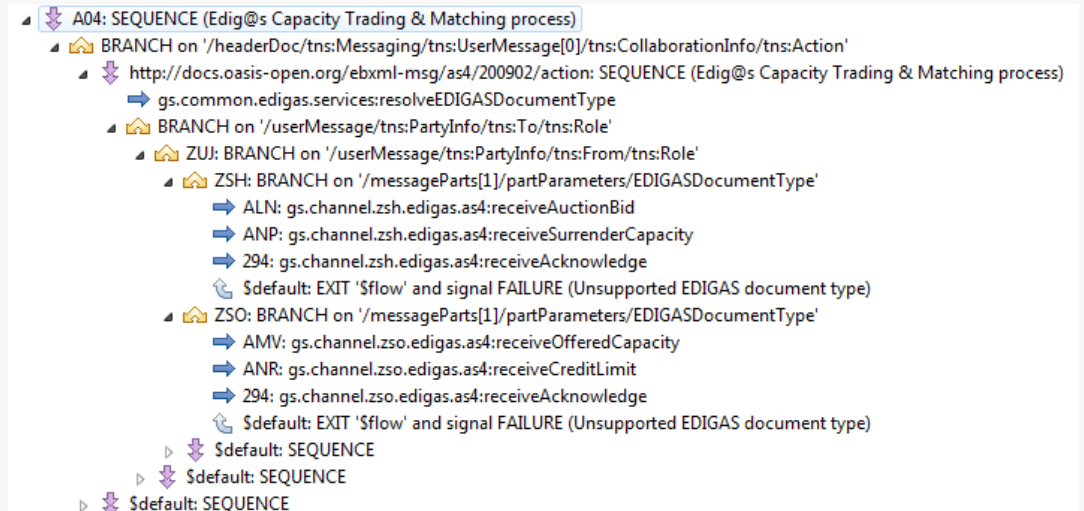 A04: SEQUENCE (Edig@s Capacity Trading & Matching process)
BRANCH on '/headerDoc/tns:Messaging/tns:UserMessage[0]/tns:CollaborationInfo/tns:Action'
http://docs.oasis-open.org/ebxml-msg/as4/200902/action: SEQUENCE (Edig@s Capacity Trading & Matching process)
gs.common.edigas.services:resolveEDIGASDocumentType
BRANCH on '/userMessage/tns:PartyInfo/tns:To/tns:Role'
ZUJ: BRANCH on '/userMessage/tns:PartyInfo/tns:From/tns:Role'
ZSH: BRANCH on '/messageParts[1]/partParameters/EDIGASDocumentType'
ALN: gs.channel.zsh.edigas.as4:receiveAuctionBid
ANP: gs.channel.zsh.edigas.as4:receiveSurrenderCapacity
294: gs.channel.zsh.edigas.as4:receiveAcknowledge
$default: EXIT '$flow' and signal FAILURE (Unsupported EDIGAS document type)
ZSO: BRANCH on '/messageParts[1]/partParameters/EDIGASDocumentType'
AMV: gs.channel.zso.edigas.as4:receiveOfferedCapacity
ANR: gs.channel.zso.edigas.as4:receiveCreditLimit
294: gs.channel.zso.edigas.as4:receiveAcknowledge
$default: EXIT '$flow' and signal FAILURE (Unsupported EDIGAS document type)
$default: SEQUENCE
$default: SEQUENCE
$default: SEQUENCE